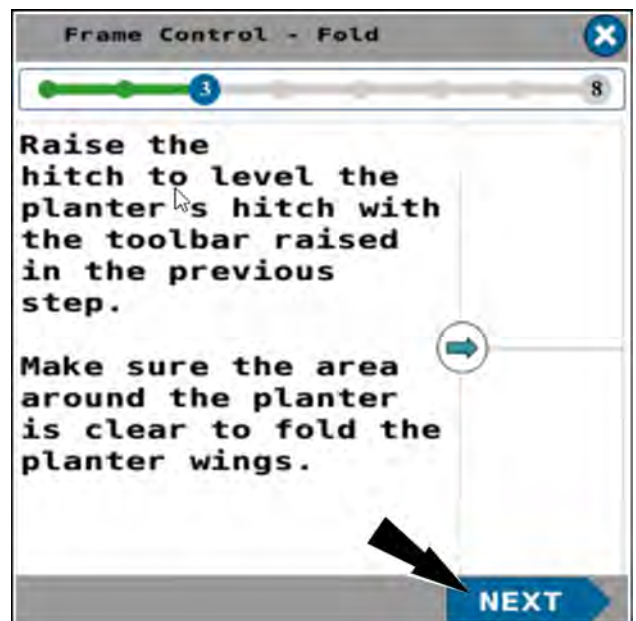 Frame Control - Fold
3
8
Raise the
hitch to level the
planter's hitch with
the toolbar raised
in the previous
step.
Make sure the area
around the planter
is clear to fold the
planter wings.
NEXT